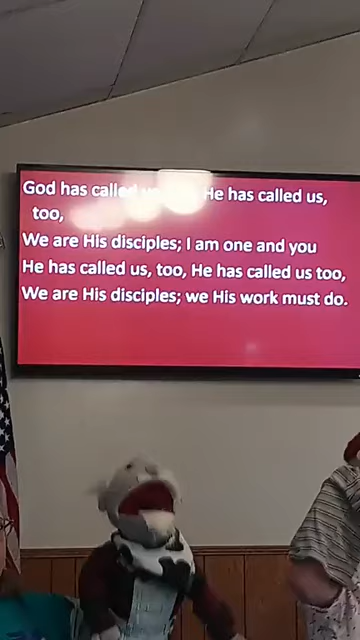 God has called He has called us,
too,
We are His disciples; I am one and you
He has called us, too, He has called us too,
We are His disciples; we His work must do.